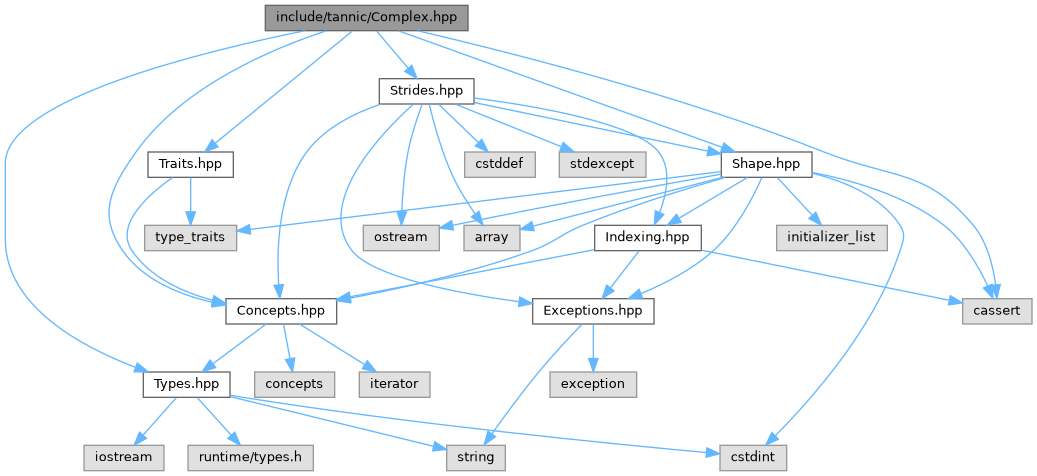 include/tannic/Complex.hpp
Strides.hpp
Traits.hpp
cstddef
stdexcept
Shape.hpp
type_traits
ostream
array
Indexing.hpp
initializer_list
Concepts.hpp
Exceptions.hpp
cassert
Types.hpp
concepts
iterator
exception
iostream
runtime/types.h
string
cstdint